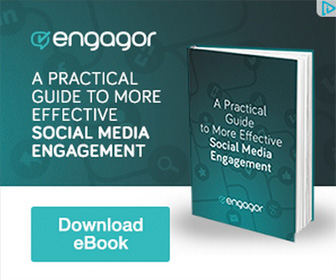 engagor
A PRACTICAL
GUIDE TO MORE
EFFECTIVE
SOCIAL MEDIA
ENGAGEMENT
A Practical
Guide
to More Effective
Social Media
Engagement
engagor
Download
eBook